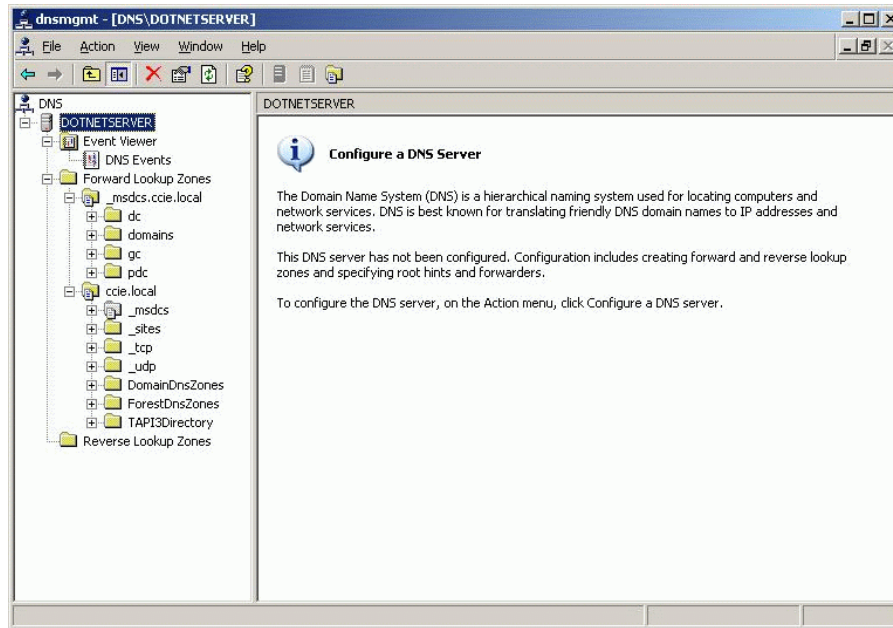 dnsmgmt - [DNS\DOTNETSERVER]
File Action View Window Help
DNS
DOTNETSERVER
Event Viewer
DNS Events
Forward Lookup Zones
_msdcs.ccie.local
dc
domains
gc
pdc
ccie.local
_msdcs
_sites
_tcp
_udp
DomainDnsZones
ForestDnsZones
TAPI3Directory
Reverse Lookup Zones
DOTNETSERVER
Configure a DNS Server
The Domain Name System (DNS) is a hierarchical naming system used for locating computers and
network services. DNS is best known for translating friendly DNS domain names to IP addresses and
network services.
This DNS server has not been configured. Configuration includes creating forward and reverse lookup
zones and specifying root hints and forwarders.
To configure the DNS server, on the Action menu, click Configure a DNS server.